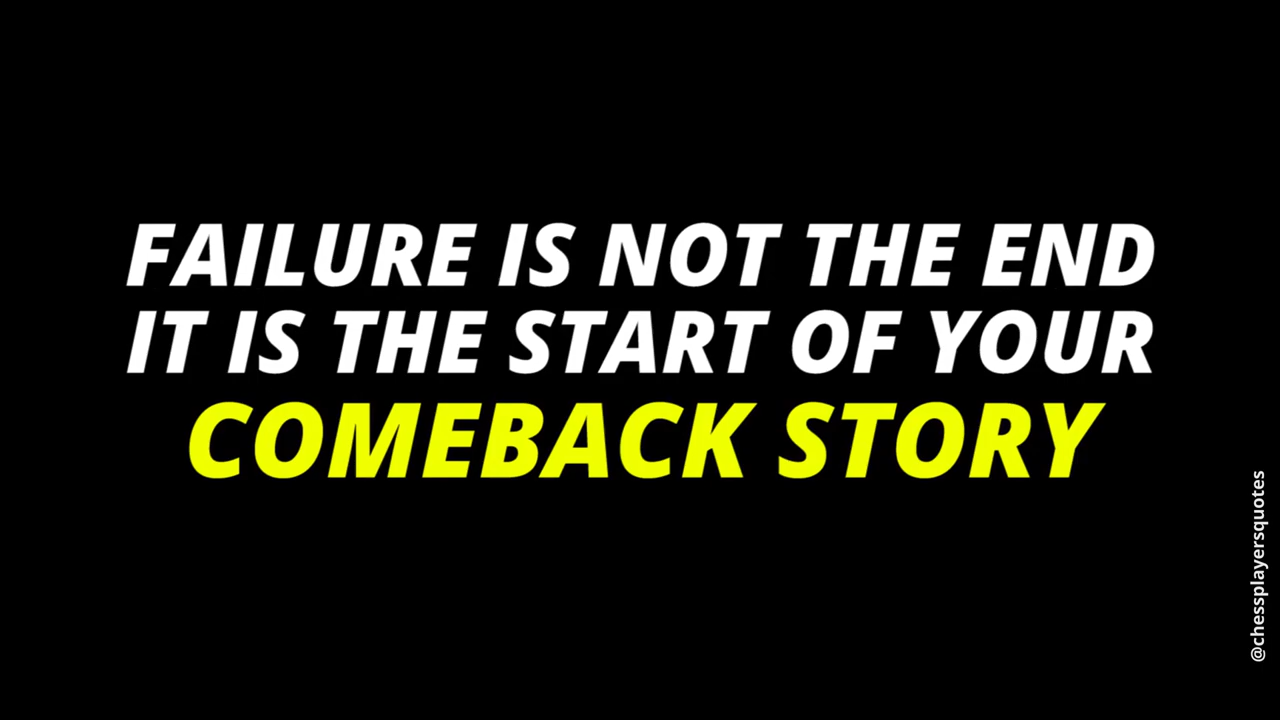 FAILURE IS NOT THE END
IT IS THE START OF YOUR
COMEBACK STORY
@chessplayersquotes